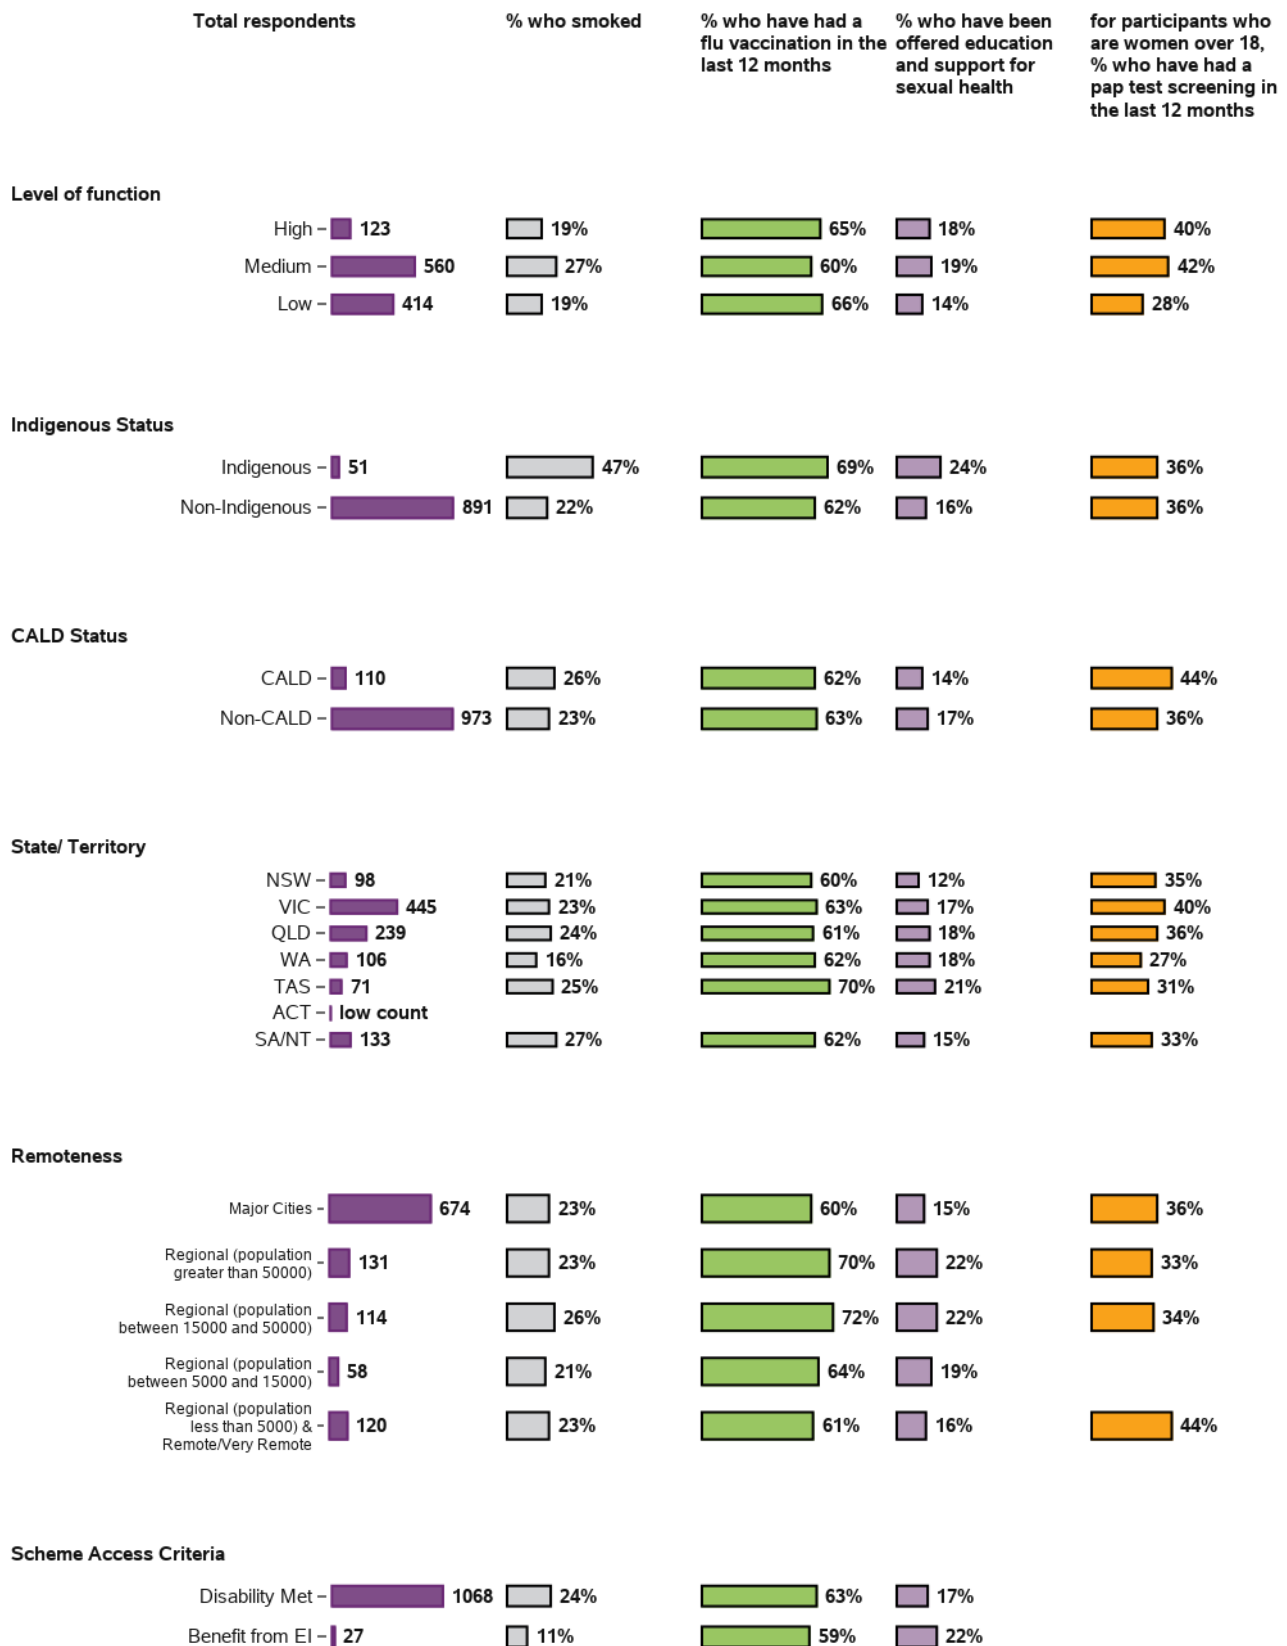 Total respondents
% who smoked
% who have had a
flu vaccination in the
last 12 months
% who have been
offered education
and support for
sexual health
for participants who
are women over 18,
% who have had a
pap test screening in
the last 12 months
Level of function
High 123 19% 65% 18% 40%
Medium 560 27% 60% 19% 42%
Low 414 19% 66% 14% 28%
Indigenous Status
Indigenous 51 47% 69% 24% 36%
Non-Indigenous 891 22% 62% 16% 36%
CALD Status
CALD 110 26% 62% 14% 44%
Non-CALD 973 23% 63% 17% 36%
State/ Territory
NSW 98 21% 60% 12% 35%
VIC 445 23% 63% 17% 40%
QLD 239 24% 61% 18% 36%
WA 106 16% 62% 18% 27%
TAS 71 25% 70% 21% 31%
ACT low count
SA/NT 133 27% 62% 15% 33%
Remoteness
Major Cities 674 23% 60% 15% 36%
Regional (population
greater than 50000) 131 23% 70% 22% 33%
Regional (population
between 15000 and 50000) 114 26% 72% 22% 34%
Regional (population
between 5000 and 15000) 58 21% 64% 19%
Regional (population
less than 5000) & 120 23% 61% 16% 44%
Remote/Very Remote
Scheme Access Criteria
Disability Met 1068 24% 63% 17%
Benefit from EI 27 11% 59% 22%